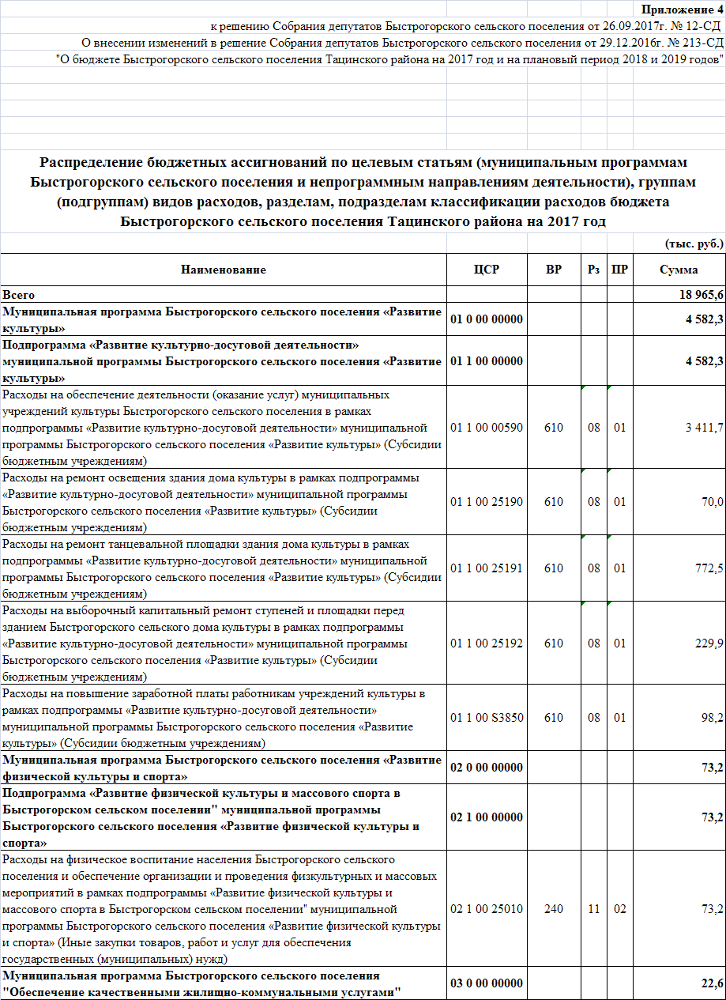 Приложение 4
к решению Собрания депутатов Быстрогорского сельского поселения от 26.09.2017г. № 12-СД
О внесении изменений в решение Собрания депутатов Быстрогорского сельского поселения от 29.12.2016г. № 213-СД
"О бюджете Быстрогорского сельского поселения Тацинского района на 2017 год и на плановый период 2018 и 2019 годов"
Распределение бюджетных ассигнований по целевым статьям (муниципальным программам
Быстрогорского сельского поселения и непрограммным направлениям деятельности), группам
(подгруппам) видов расходов, разделам, подразделам классификации расходов бюджета
Быстрогорского сельского поселения Тацинского района на 2017 год
(тыс. руб.)
Наименование ЦСР ВР Рз ПР Сумма
Всего 18 965,6
Муниципальная программа Быстрогорского сельского поселения «Развитие
культуры» 01 0 00 00000 4 582,3
Подпрограмма «Развитие культурно-досуговой деятельности»
муниципальной программы Быстрогорского сельского поселения «Развитие
культуры» 01 1 00 00000 4 582,3
Расходы на обеспечение деятельности (оказание услуг) муниципальных
учреждений культуры Быстрогорского сельского поселения в рамках
подпрограммы «Развитие культурно-досуговой деятельности» муниципальной
программы Быстрогорского сельского поселения «Развитие культуры» (Субсидии
бюджетным учреждениям) 01 1 00 00590 610 08 01 3 411,7
Расходы на ремонт освещения здания дома культуры в рамках подпрограммы
«Развитие культурно-досуговой деятельности» муниципальной программы
Быстрогорского сельского поселения «Развитие культуры» (Субсидии
бюджетным учреждениям) 01 1 00 25190 610 08 01 70,0
Расходы на ремонт танцевальной площадки здания дома культуры в рамках
подпрограммы «Развитие культурно-досуговой деятельности» муниципальной
программы Быстрогорского сельского поселения «Развитие культуры» (Субсидии
бюджетным учреждениям) 01 1 00 25191 610 08 01 772,5
Расходы на выборочный капитальный ремонт ступеней и площадки перед
зданием Быстрогорского сельского дома культуры в рамках подпрограммы
«Развитие культурно-досуговой деятельности» муниципальной программы
Быстрогорского сельского поселения «Развитие культуры» (Субсидии
бюджетным учреждениям) 01 1 00 25192 610 08 01 229,9
Расходы на повышение заработной платы работникам учреждений культуры в
рамках подпрограммы «Развитие культурно-досуговой деятельности»
муниципальной программы Быстрогорского сельского поселения «Развитие
культуры» (Субсидии бюджетным учреждениям) 01 1 00 S3850 610 08 01 98,2
Муниципальная программа Быстрогорского сельского поселения «Развитие
физической культуры и спорта» 02 0 00 00000 73,2
Подпрограмма «Развитие физической культуры и массового спорта в
Быстрогорском сельском поселении" муниципальной программы
Быстрогорского сельского поселения «Развитие физической культуры и
спорта» 02 1 00 00000 73,2
Расходы на физическое воспитание населения Быстрогорского сельского
поселения и обеспечение организации и проведения физкультурных и массовых
мероприятий в рамках подпрограммы «Развитие физической культуры и
массового спорта в Быстрогорском сельском поселении" муниципальной
программы Быстрогорского сельского поселения «Развитие физической культуры
и спорта» (Иные закупки товаров, работ и услуг для обеспечения
государственных (муниципальных) нужд) 02 1 00 25010 240 11 02 73,2
Муниципальная программа Быстрогорского сельского поселения
"Обеспечение качественными жилищно-коммунальными услугами" 03 0 00 00000 22,6